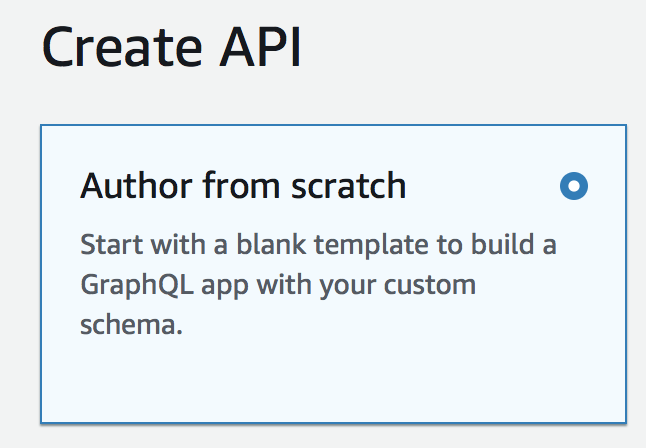 Create API
Author from scratch
Start with a blank template to build a
GraphQL app with your custom
schema.